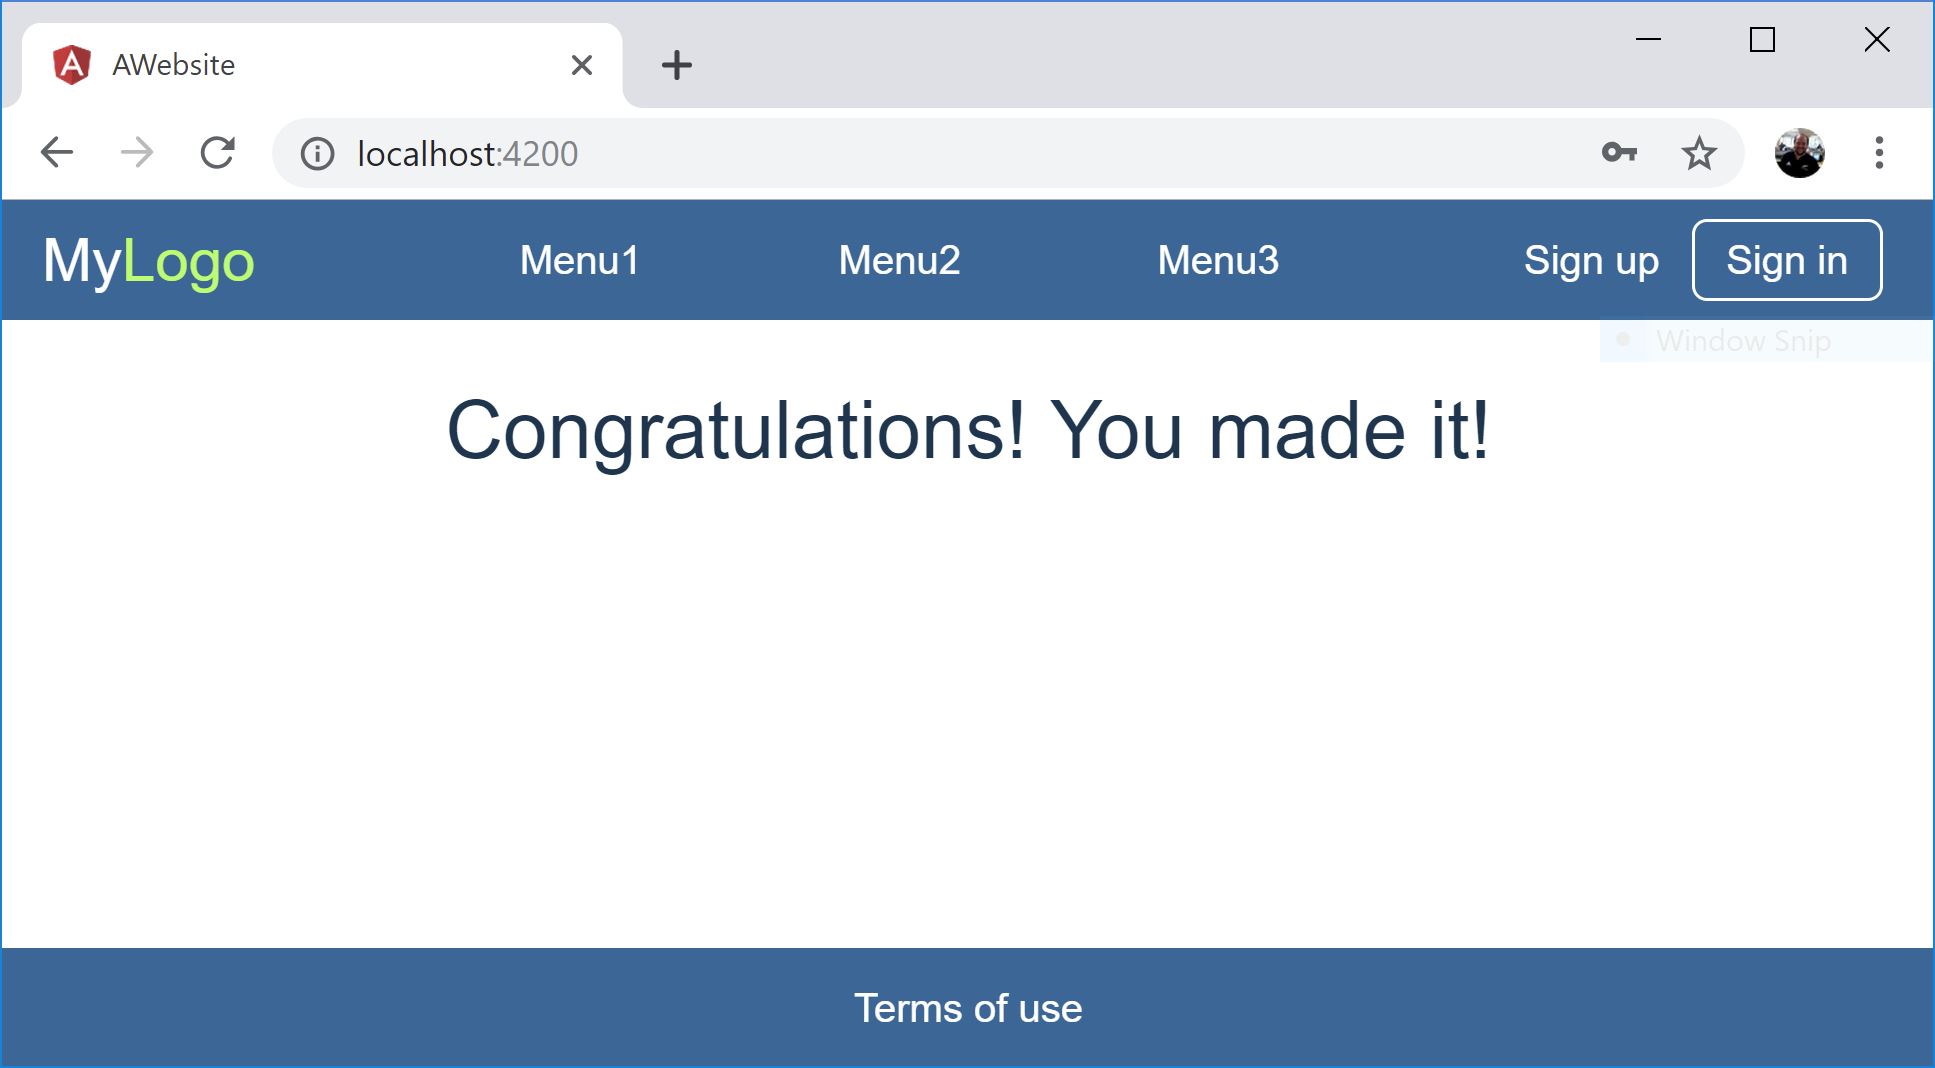 AWebsite
localhost:4200
MyLogo Menu1 Menu2 Menu3 Sign up Sign in
Window Snip
Congratulations! You made it!
Terms of use